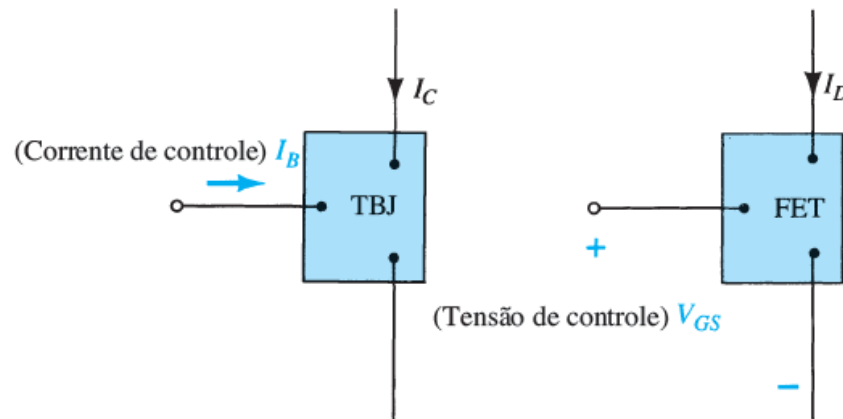 I_C
(Corrente de controle) I_B
TBJ
I_D
FET
+
(Tensão de controle) V_GS
−